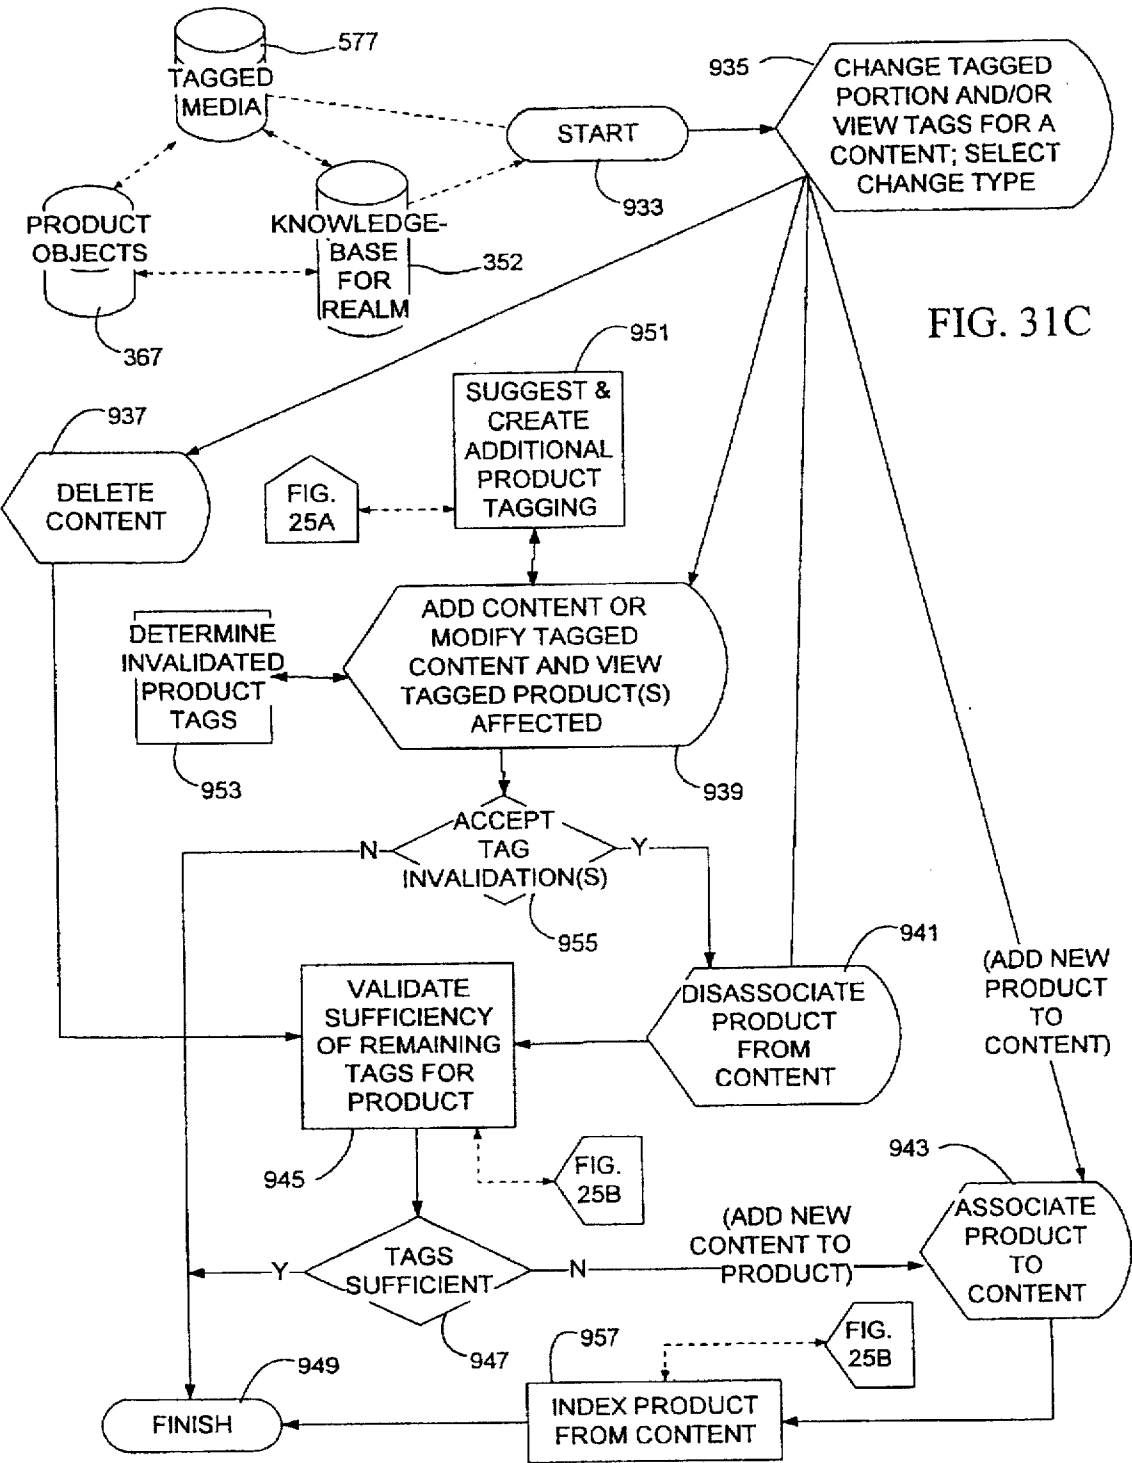 577
TAGGED
MEDIA
START
933
935
CHANGE TAGGED
PORTION AND/OR
VIEW TAGS FOR A
CONTENT; SELECT
CHANGE TYPE
PRODUCT
OBJECTS
367
KNOWLEDGE-
BASE
FOR
REALM
352
FIG. 31C
951
SUGGEST &
CREATE
ADDITIONAL
PRODUCT
TAGGING
937
DELETE
CONTENT
FIG.
25A
ADD CONTENT OR
MODIFY TAGGED
CONTENT AND VIEW
TAGGED PRODUCT(S)
AFFECTED
939
DETERMINE
INVALIDATED
PRODUCT
TAGS
953
ACCEPT
TAG
INVALIDATION(S)
N
Y
955
941
DISASSOCIATE
PRODUCT
FROM
CONTENT
(ADD NEW
PRODUCT
TO
CONTENT)
VALIDATE
SUFFICIENCY
OF REMAINING
TAGS FOR
PRODUCT
945
FIG.
25B
943
ASSOCIATE
PRODUCT
TO
CONTENT
TAGS
SUFFICIENT
Y
N
947
(ADD NEW
CONTENT TO
PRODUCT)
957
FIG.
25B
INDEX PRODUCT
FROM CONTENT
949
FINISH